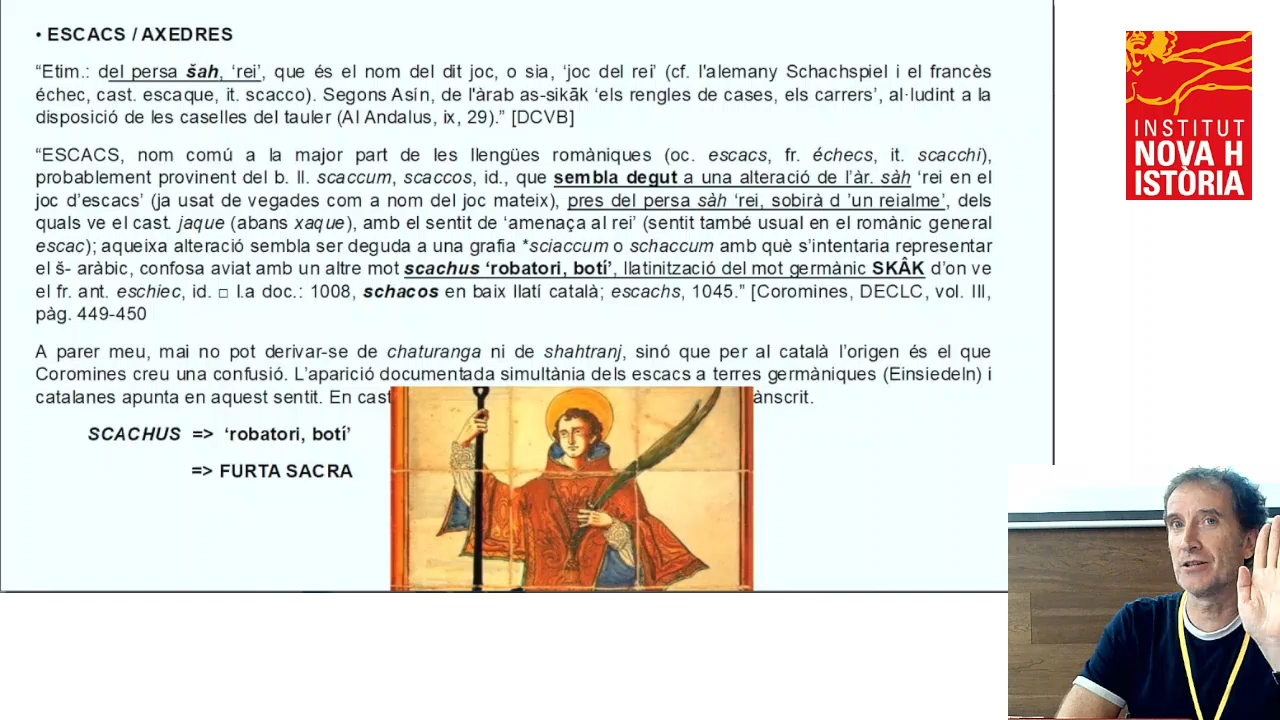 • ESCACS / AXEDRES
“Etim.: del persa šah, ‘rei’, que és el nom del dit joc, o sia, ‘joc del rei’ (cf. l'alemany Schachspiel i el francès
échec, cast. escaque, it. scacco). Segons Asín, de l'àrab as-sikāk ‘els rengles de cases, els carrers’, al·ludint a la
disposició de les caselles del tauler (Al Andalus, ix, 29).” [DCVB]
“ESCACS, nom comú a la major part de les llengües romàniques (oc. escacs, fr. échecs, it. scacchi),
probablement provinent del b. ll. scaccum, scaccos, id., que sembla degut a una alteració de l’àr. sàh ‘rei en el
joc d’escacs’ (ja usat de vegades com a nom del joc mateix), pres del persa sàh ‘rei, sobirà d ’un reialme’, dels
quals ve el cast. jaque (abans xaque), amb el sentit de ‘amenaça al rei’ (sentit també usual en el romànic general
escac); aqueixa alteració sembla ser deguda a una grafia *sciaccum o schaccum amb què s’intentaria representar
el š- aràbic, confosa aviat amb un altre mot scachus ‘robatori, botí’, llatinització del mot germànic SKÂK d’on ve
el fr. ant. eschiec, id. □ l.a doc.: 1008, schacos en baix llatí català; escachs, 1045.” [Coromines, DECLC, vol. III,
pàg. 449-450
A parer meu, mai no pot derivar-se de chaturanga ni de shahtranj, sinó que per al català l’origen és el que
Coromines creu una confusió. L’aparició documentada simultània dels escacs a terres germàniques (Einsiedeln) i
catalanes apunta en aquest sentit. En cast ànscrit.
SCACHUS => ‘robatori, botí’
=> FURTA SACRA
INSTITUT
NOVA H
ISTÒRIA